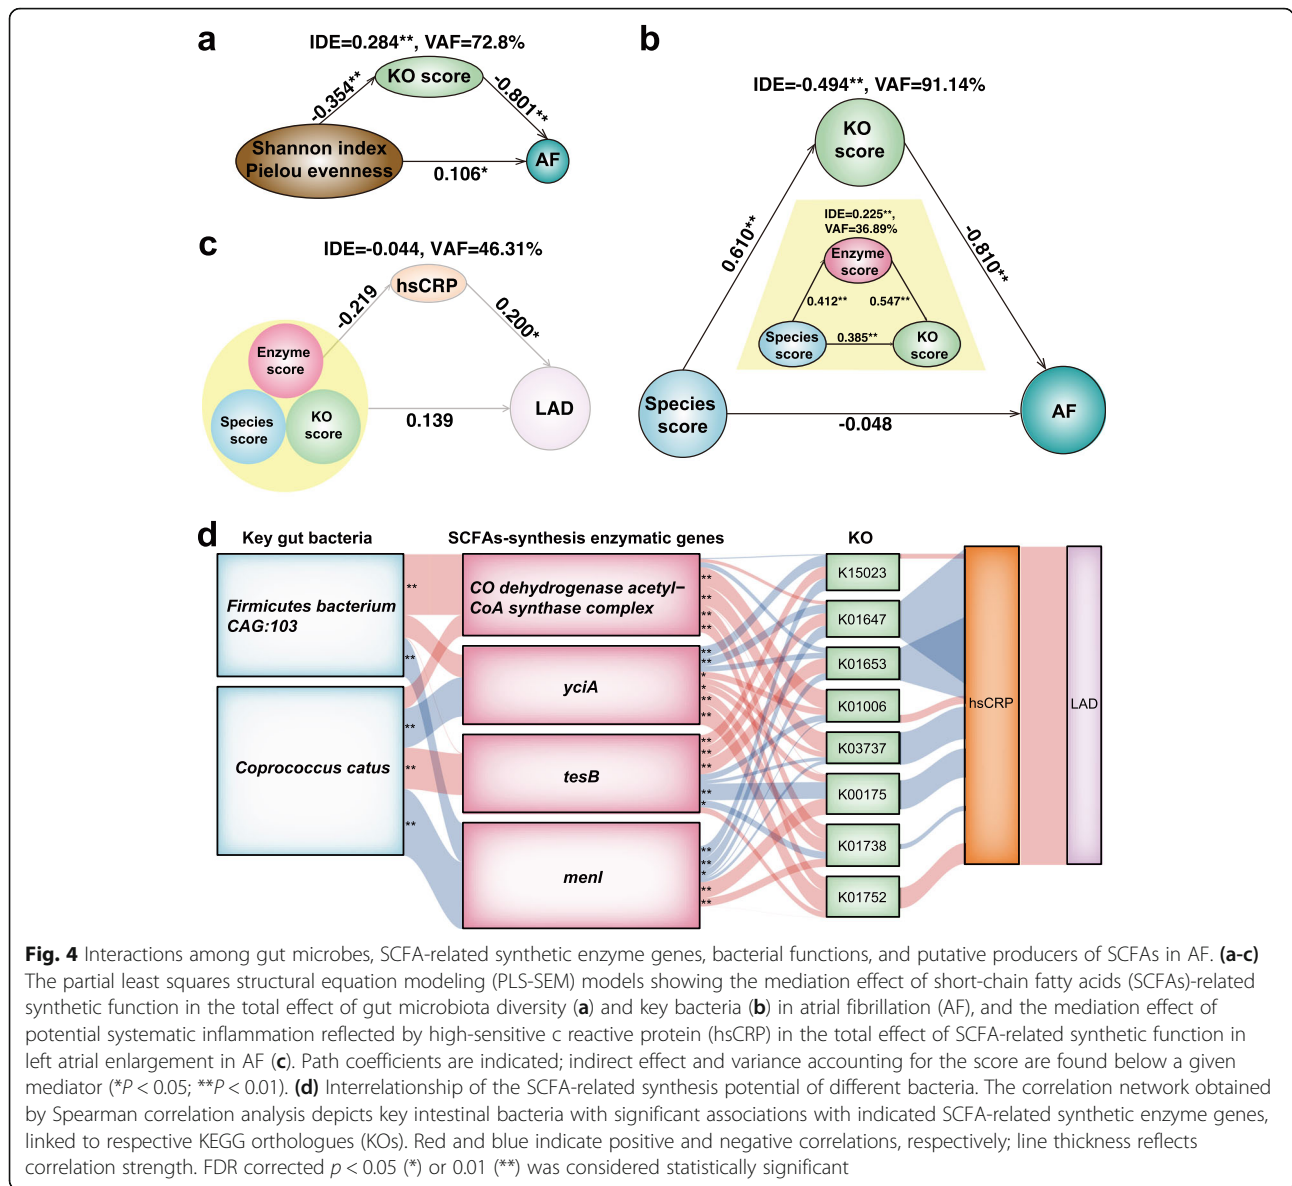 a
IDE=0.284**, VAF=72.8%
KO score
-0.354**
-0.801**
Shannon index
Pielou evenness
0.106*
AF
b
IDE=-0.494**, VAF=91.14%
KO
score
0.610**
-0.810**
IDE=0.225**,
VAF=36.89%
Enzyme
score
0.412**
0.547**
Species
score
0.385**
KO
score
Species
score
-0.048
AF
c
IDE=-0.044, VAF=46.31%
hsCRP
-0.219
0.200*
Enzyme
score
Species
score
KO
score
0.139
LAD
d
Key gut bacteria
SCFAs-synthesis enzymatic genes
KO
Firmicutes bacterium
CAG:103
**
**
Coprococcus catus
**
**
**
CO dehydrogenase acetyl−
CoA synthase complex
**
**
**
**
yciA
**
**
*
*
**
**
tesB
**
**
**
**
*
menI
**
**
*
**
**
K15023
K01647
K01653
K01006
K03737
K00175
K01738
K01752
hsCRP
LAD
Fig. 4 Interactions among gut microbes, SCFA-related synthetic enzyme genes, bacterial functions, and putative producers of SCFAs in AF. (a-c)
The partial least squares structural equation modeling (PLS-SEM) models showing the mediation effect of short-chain fatty acids (SCFAs)-related
synthetic function in the total effect of gut microbiota diversity (a) and key bacteria (b) in atrial fibrillation (AF), and the mediation effect of
potential systematic inflammation reflected by high-sensitive c reactive protein (hsCRP) in the total effect of SCFA-related synthetic function in
left atrial enlargement in AF (c). Path coefficients are indicated; indirect effect and variance accounting for the score are found below a given
mediator (*P < 0.05; **P < 0.01). (d) Interrelationship of the SCFA-related synthesis potential of different bacteria. The correlation network obtained
by Spearman correlation analysis depicts key intestinal bacteria with significant associations with indicated SCFA-related synthetic enzyme genes,
linked to respective KEGG orthologues (KOs). Red and blue indicate positive and negative correlations, respectively; line thickness reflects
correlation strength. FDR corrected p < 0.05 (*) or 0.01 (**) was considered statistically significant